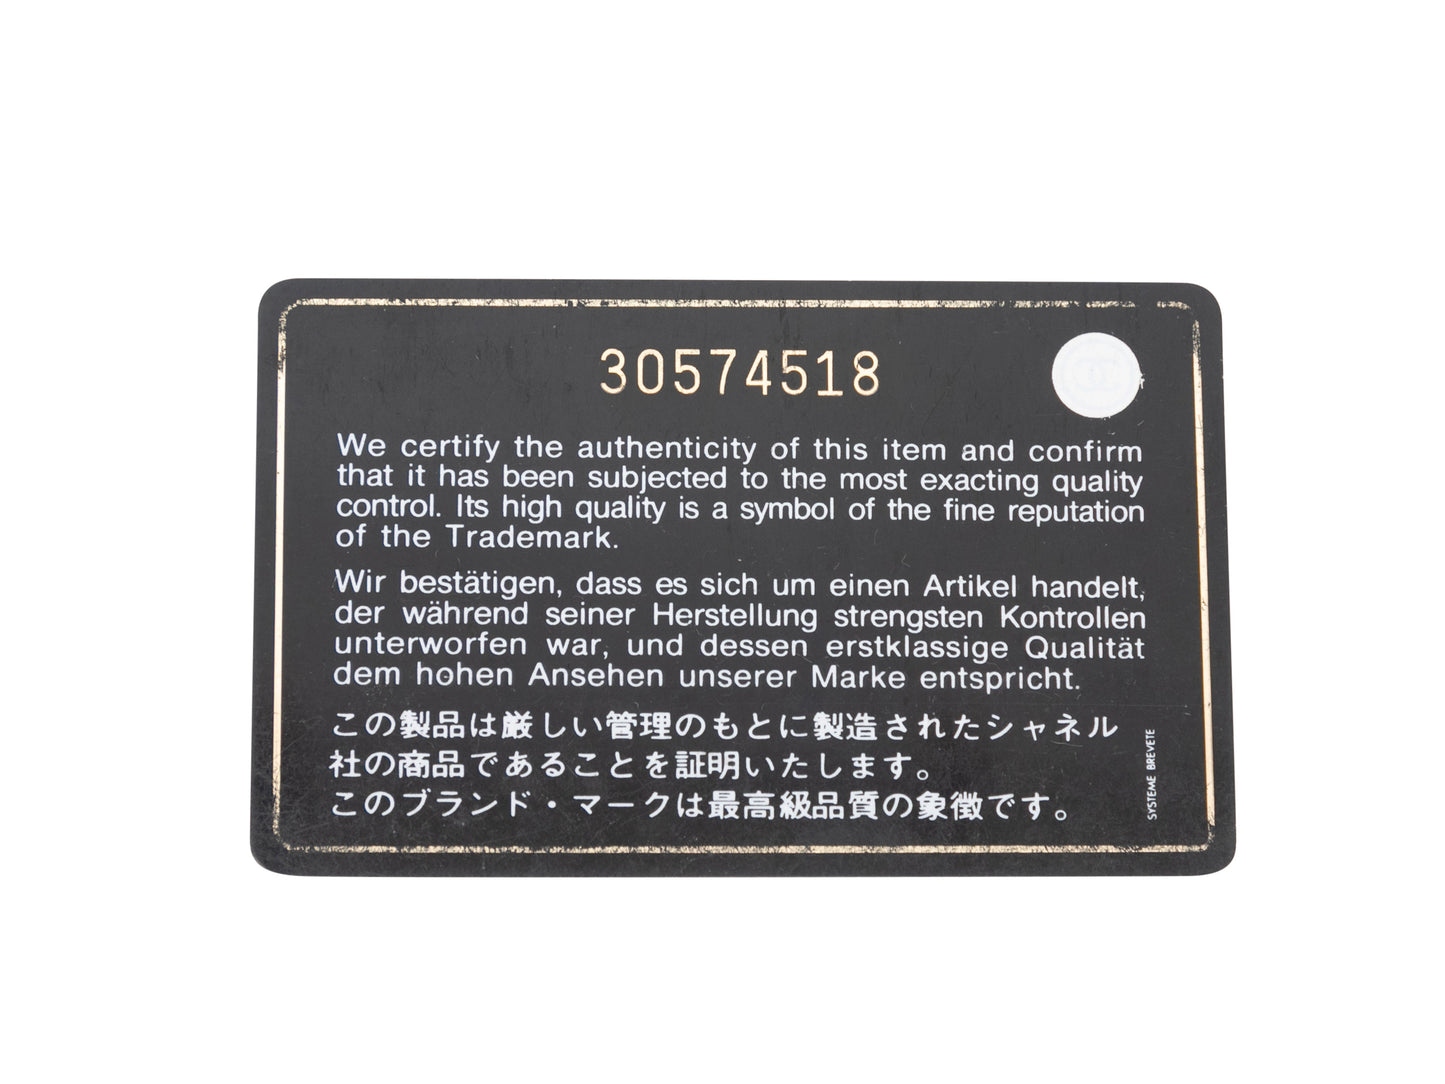 30574518
We certify the authenticity of this item and confirm
that it has been subjected to the most exacting quality
control. Its high quality is a symbol of the fine reputation
of the Trademark.
Wir bestätigen, dass es sich um einen Artikel handelt,
der während seiner Herstellung strengsten Kontrollen
unterworfen war, und dessen erstklassige Qualität
dem hohen Ansehen unserer Marke entspricht.
この製品は厳しい管理のもとに製造されたシャネル
社の商品であることを証明いたします。
このブランド・マークは最高級品質の象徴です。
SYSTEME BREVETE